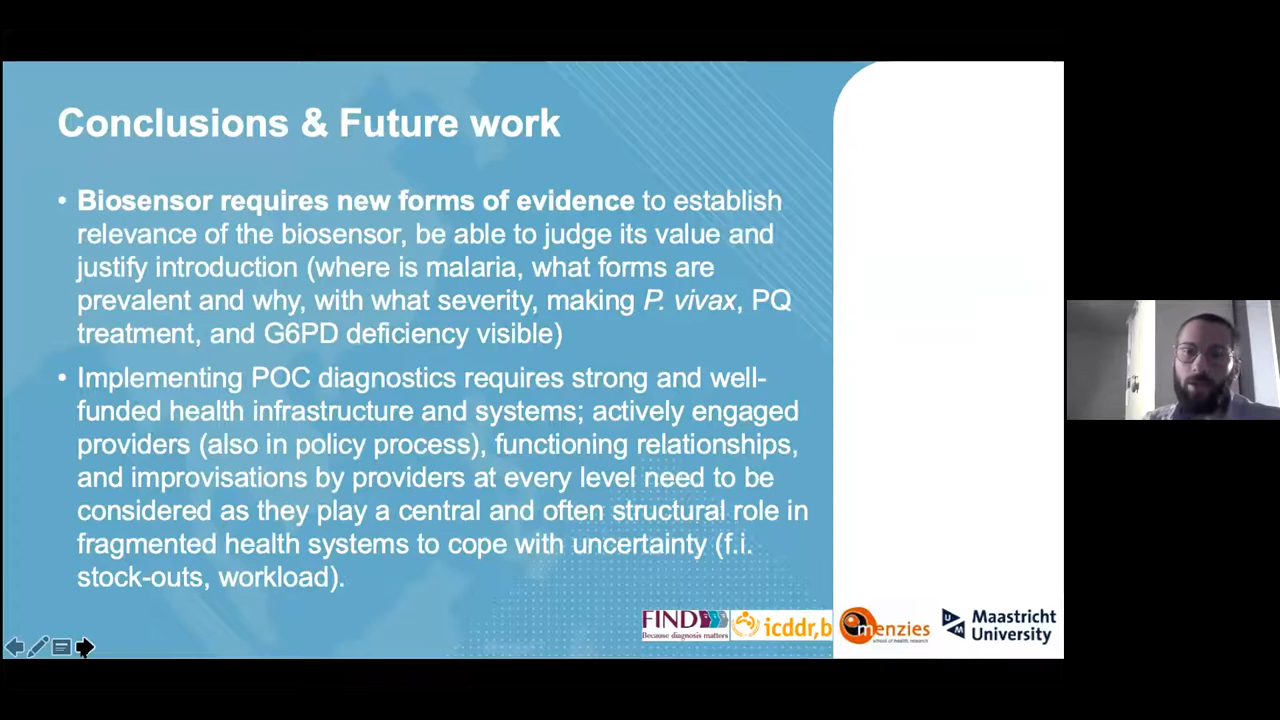 Conclusions & Future work
• Biosensor requires new forms of evidence to establish
relevance of the biosensor, be able to judge its value and
justify introduction (where is malaria, what forms are
prevalent and why, with what severity, making P. vivax, PQ
treatment, and G6PD deficiency visible)
• Implementing POC diagnostics requires strong and well-
funded health infrastructure and systems; actively engaged
providers (also in policy process), functioning relationships,
and improvisations by providers at every level need to be
considered as they play a central and often structural role in
fragmented health systems to cope with uncertainty (f.i.
stock-outs, workload).
FIND
Because diagnosis matters
icddr,b
menzies
school of health research
UM
Maastricht
University